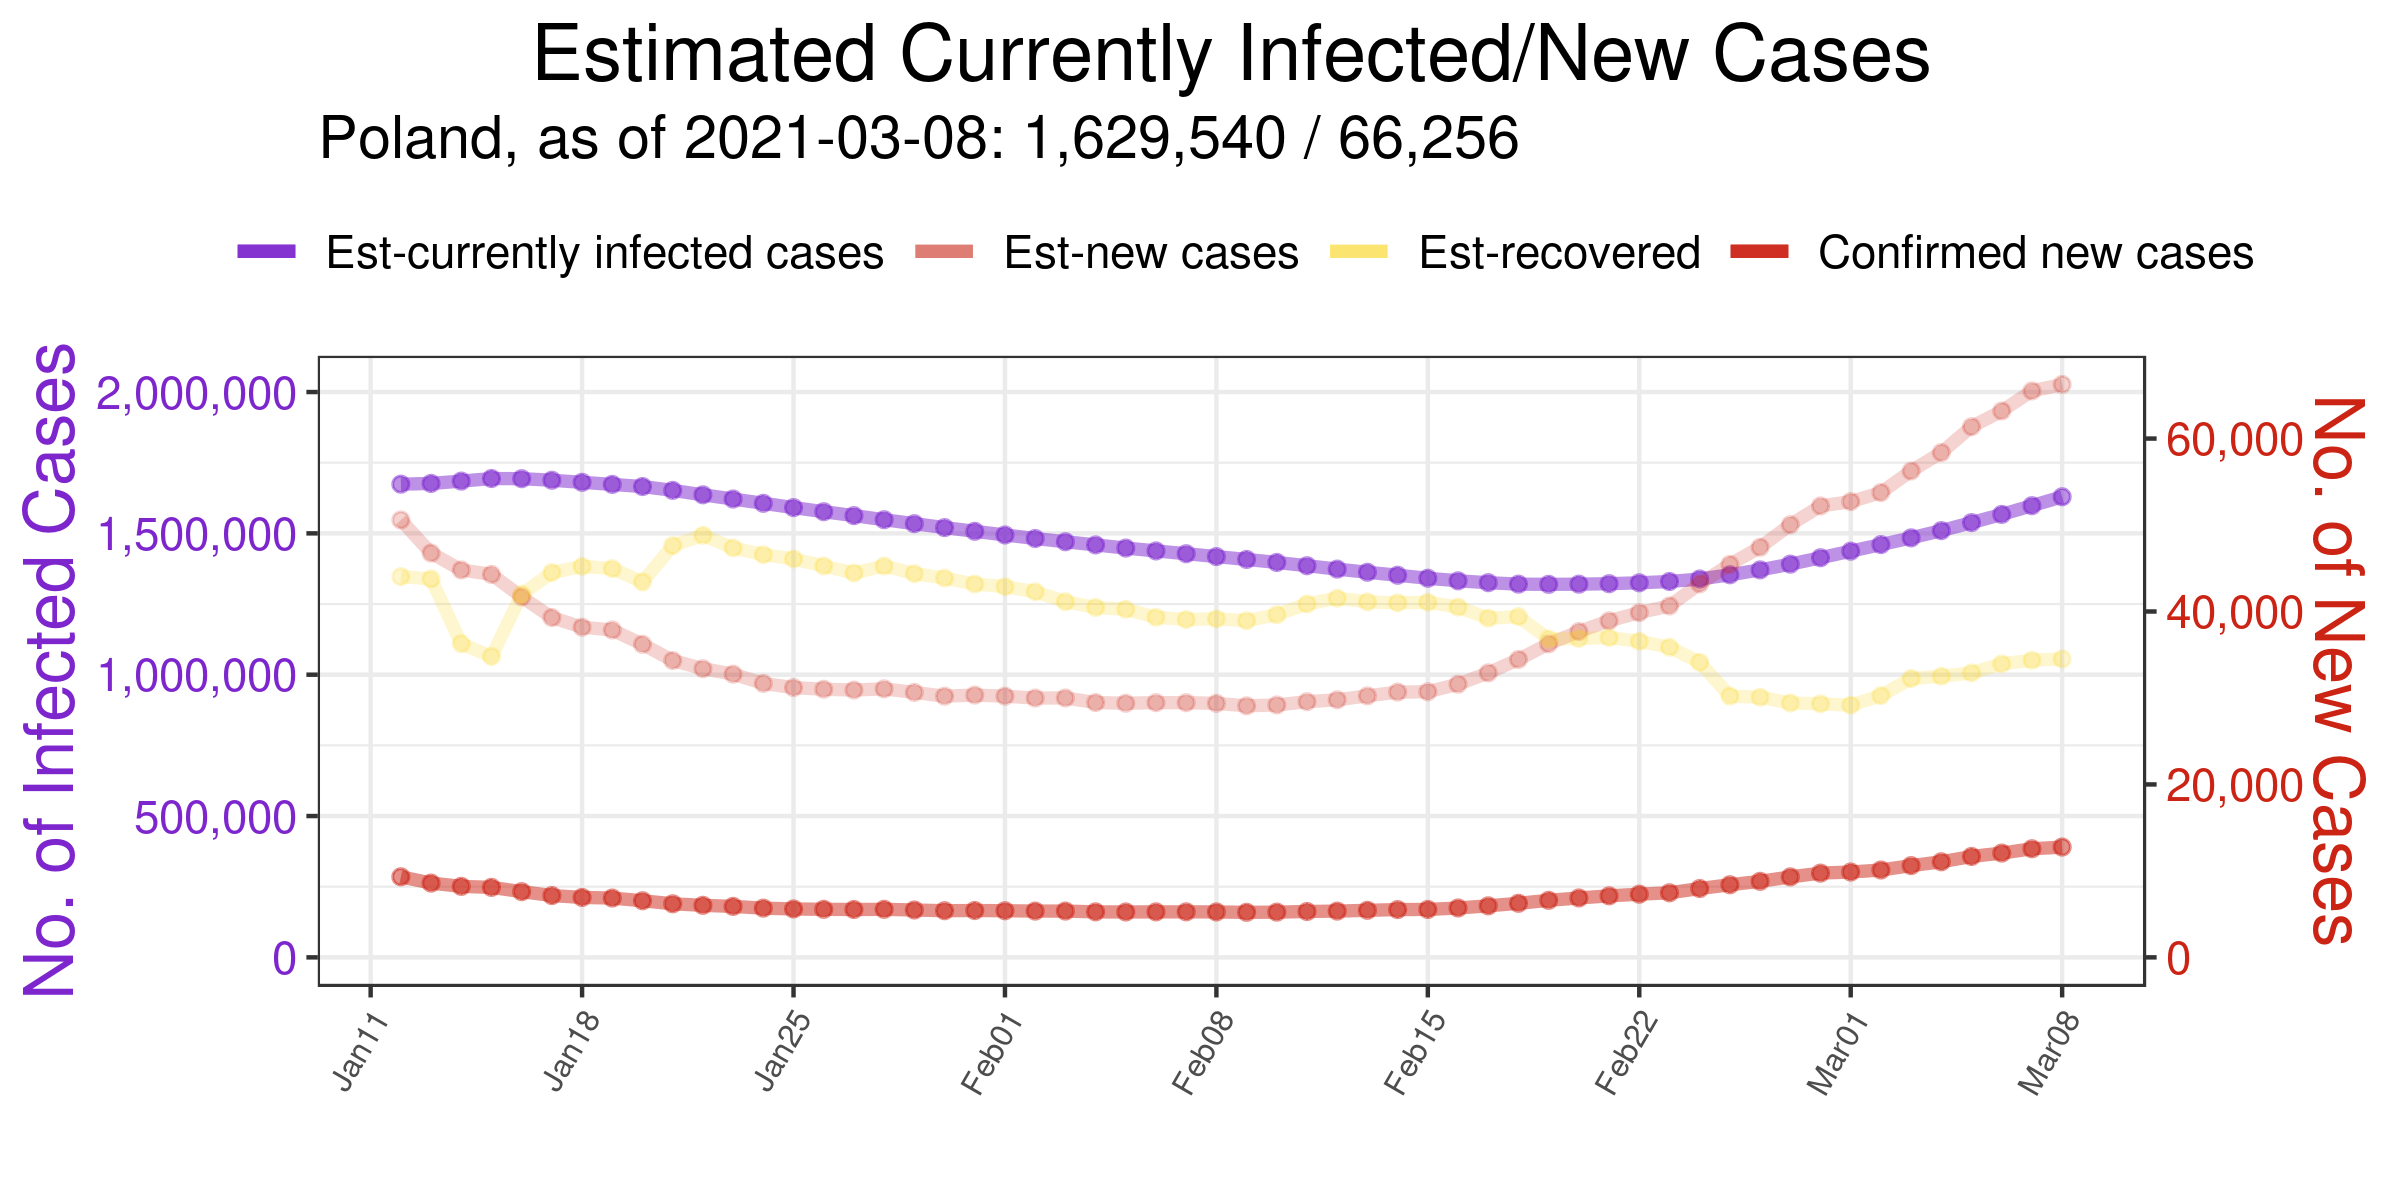 Estimated Currently Infected/New Cases
Poland, as of 2021-03-08: 1,629,540 / 66,256
Est-currently infected cases Est-new cases Est-recovered Confirmed new cases
No. of Infected Cases
2,000,000
1,500,000
1,000,000
500,000
0
60,000
40,000
20,000
0
No. of New Cases
Jan11 Jan18 Jan25 Feb01 Feb08 Feb15 Feb22 Mar01 Mar08